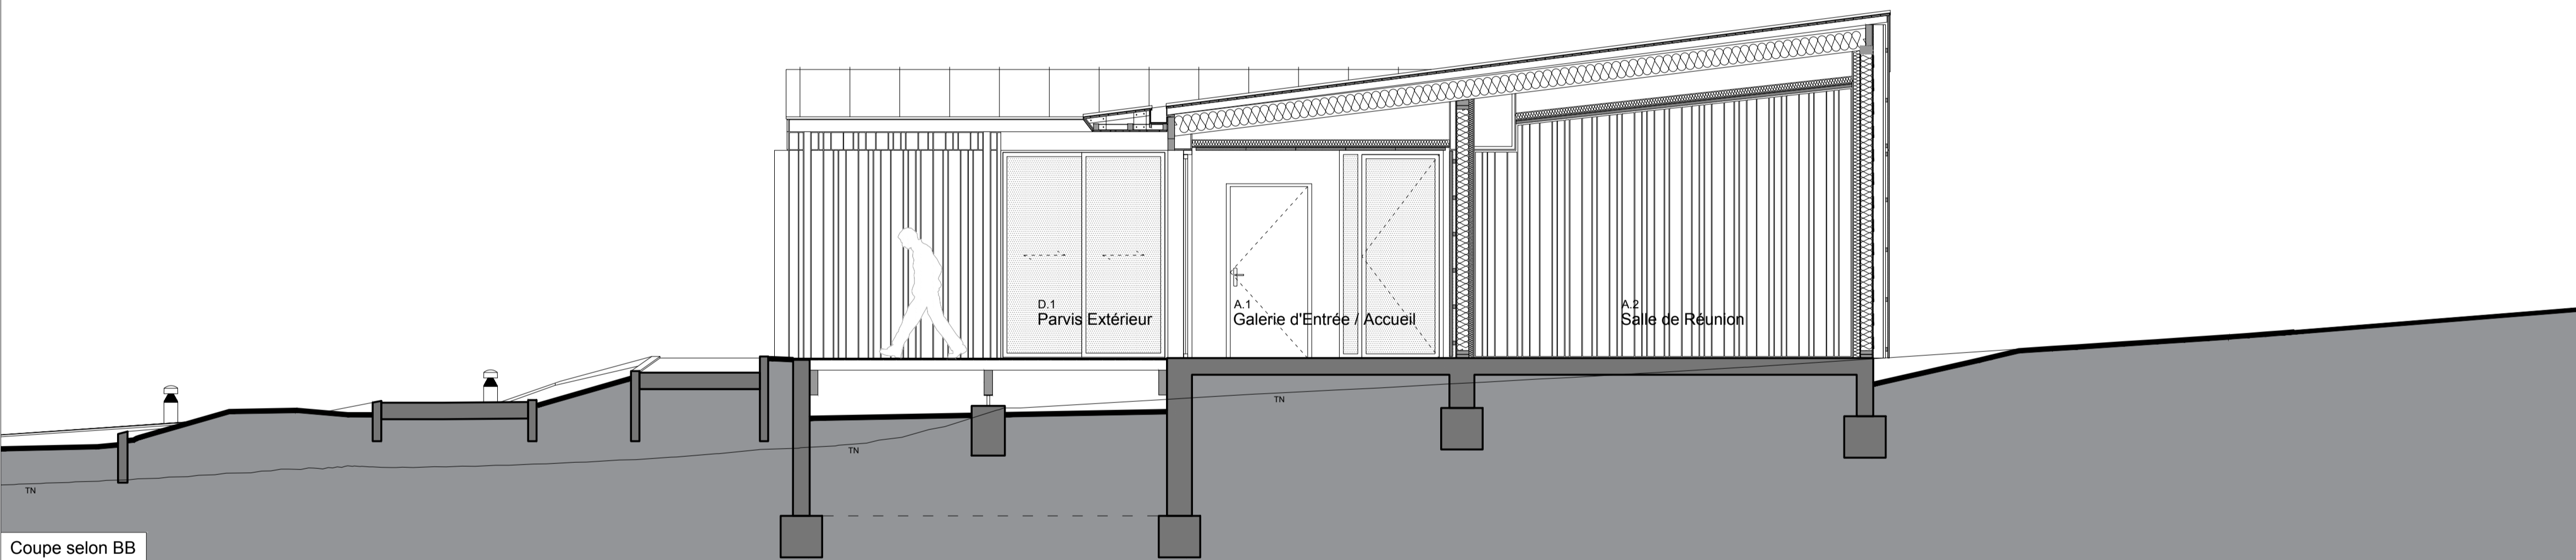 D.1
Parvis Extérieur
A.1
Galerie d'Entrée / Accueil
A.2
Salle de Réunion
TN
TN
TN
Coupe selon BB